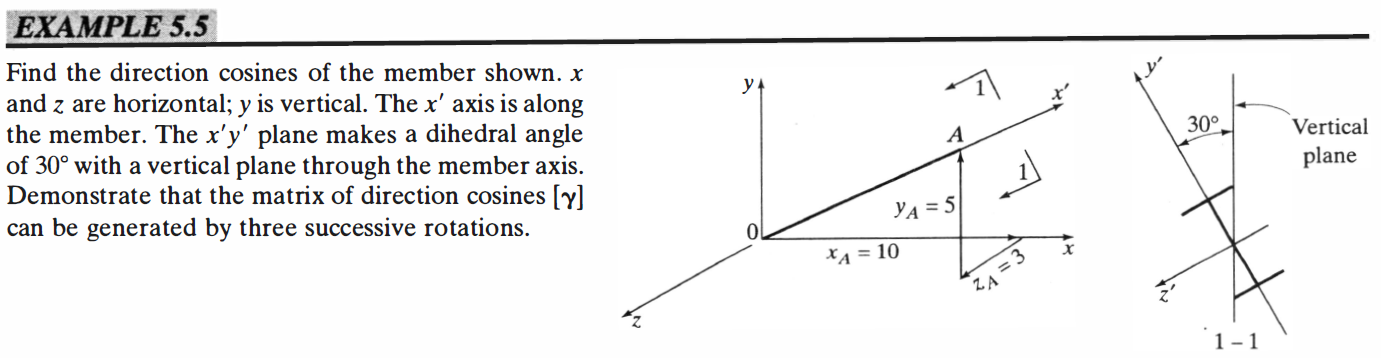 EXAMPLE 5.5
Find the direction cosines of the member shown. x
and z are horizontal; y is vertical. The x′ axis is along
the member. The x′y′ plane makes a dihedral angle
of 30° with a vertical plane through the member axis.
Demonstrate that the matrix of direction cosines [γ]
can be generated by three successive rotations.
y
1
x′
A
1
y_A = 5
0
x_A = 10
x
z_A = 3
z
y′
30°
Vertical
plane
z′
1 – 1